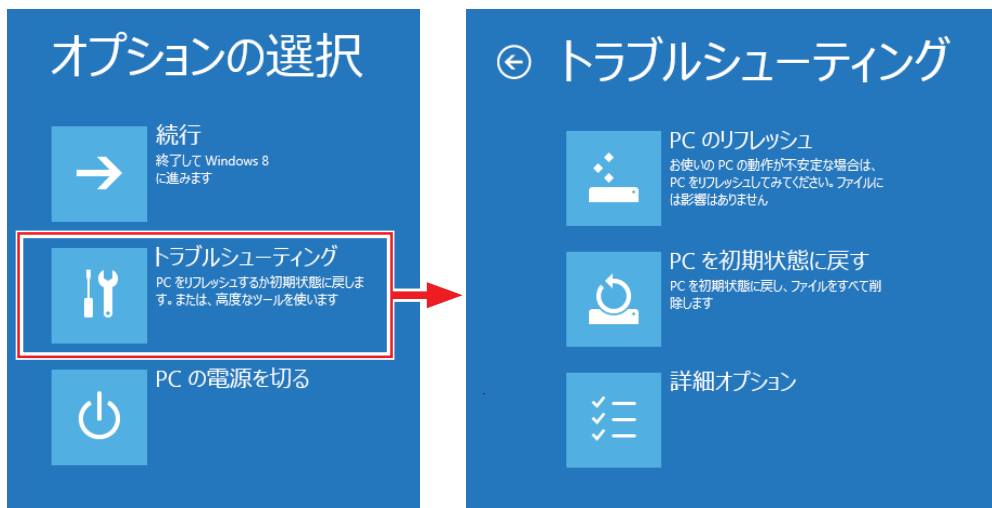 オプションの選択
続行
終了して Windows 8
に進みます
トラブルシューティング
PC をリフレッシュするか初期状態に戻しま
す。または、高度なツールを使います
PC の電源を切る
トラブルシューティング
PC のリフレッシュ
お使いの PC の動作が不安定な場合は、
PC をリフレッシュしてみてください。ファイルに
は影響はありません
PC を初期状態に戻す
PC を初期状態に戻し、ファイルをすべて削
除します
詳細オプション